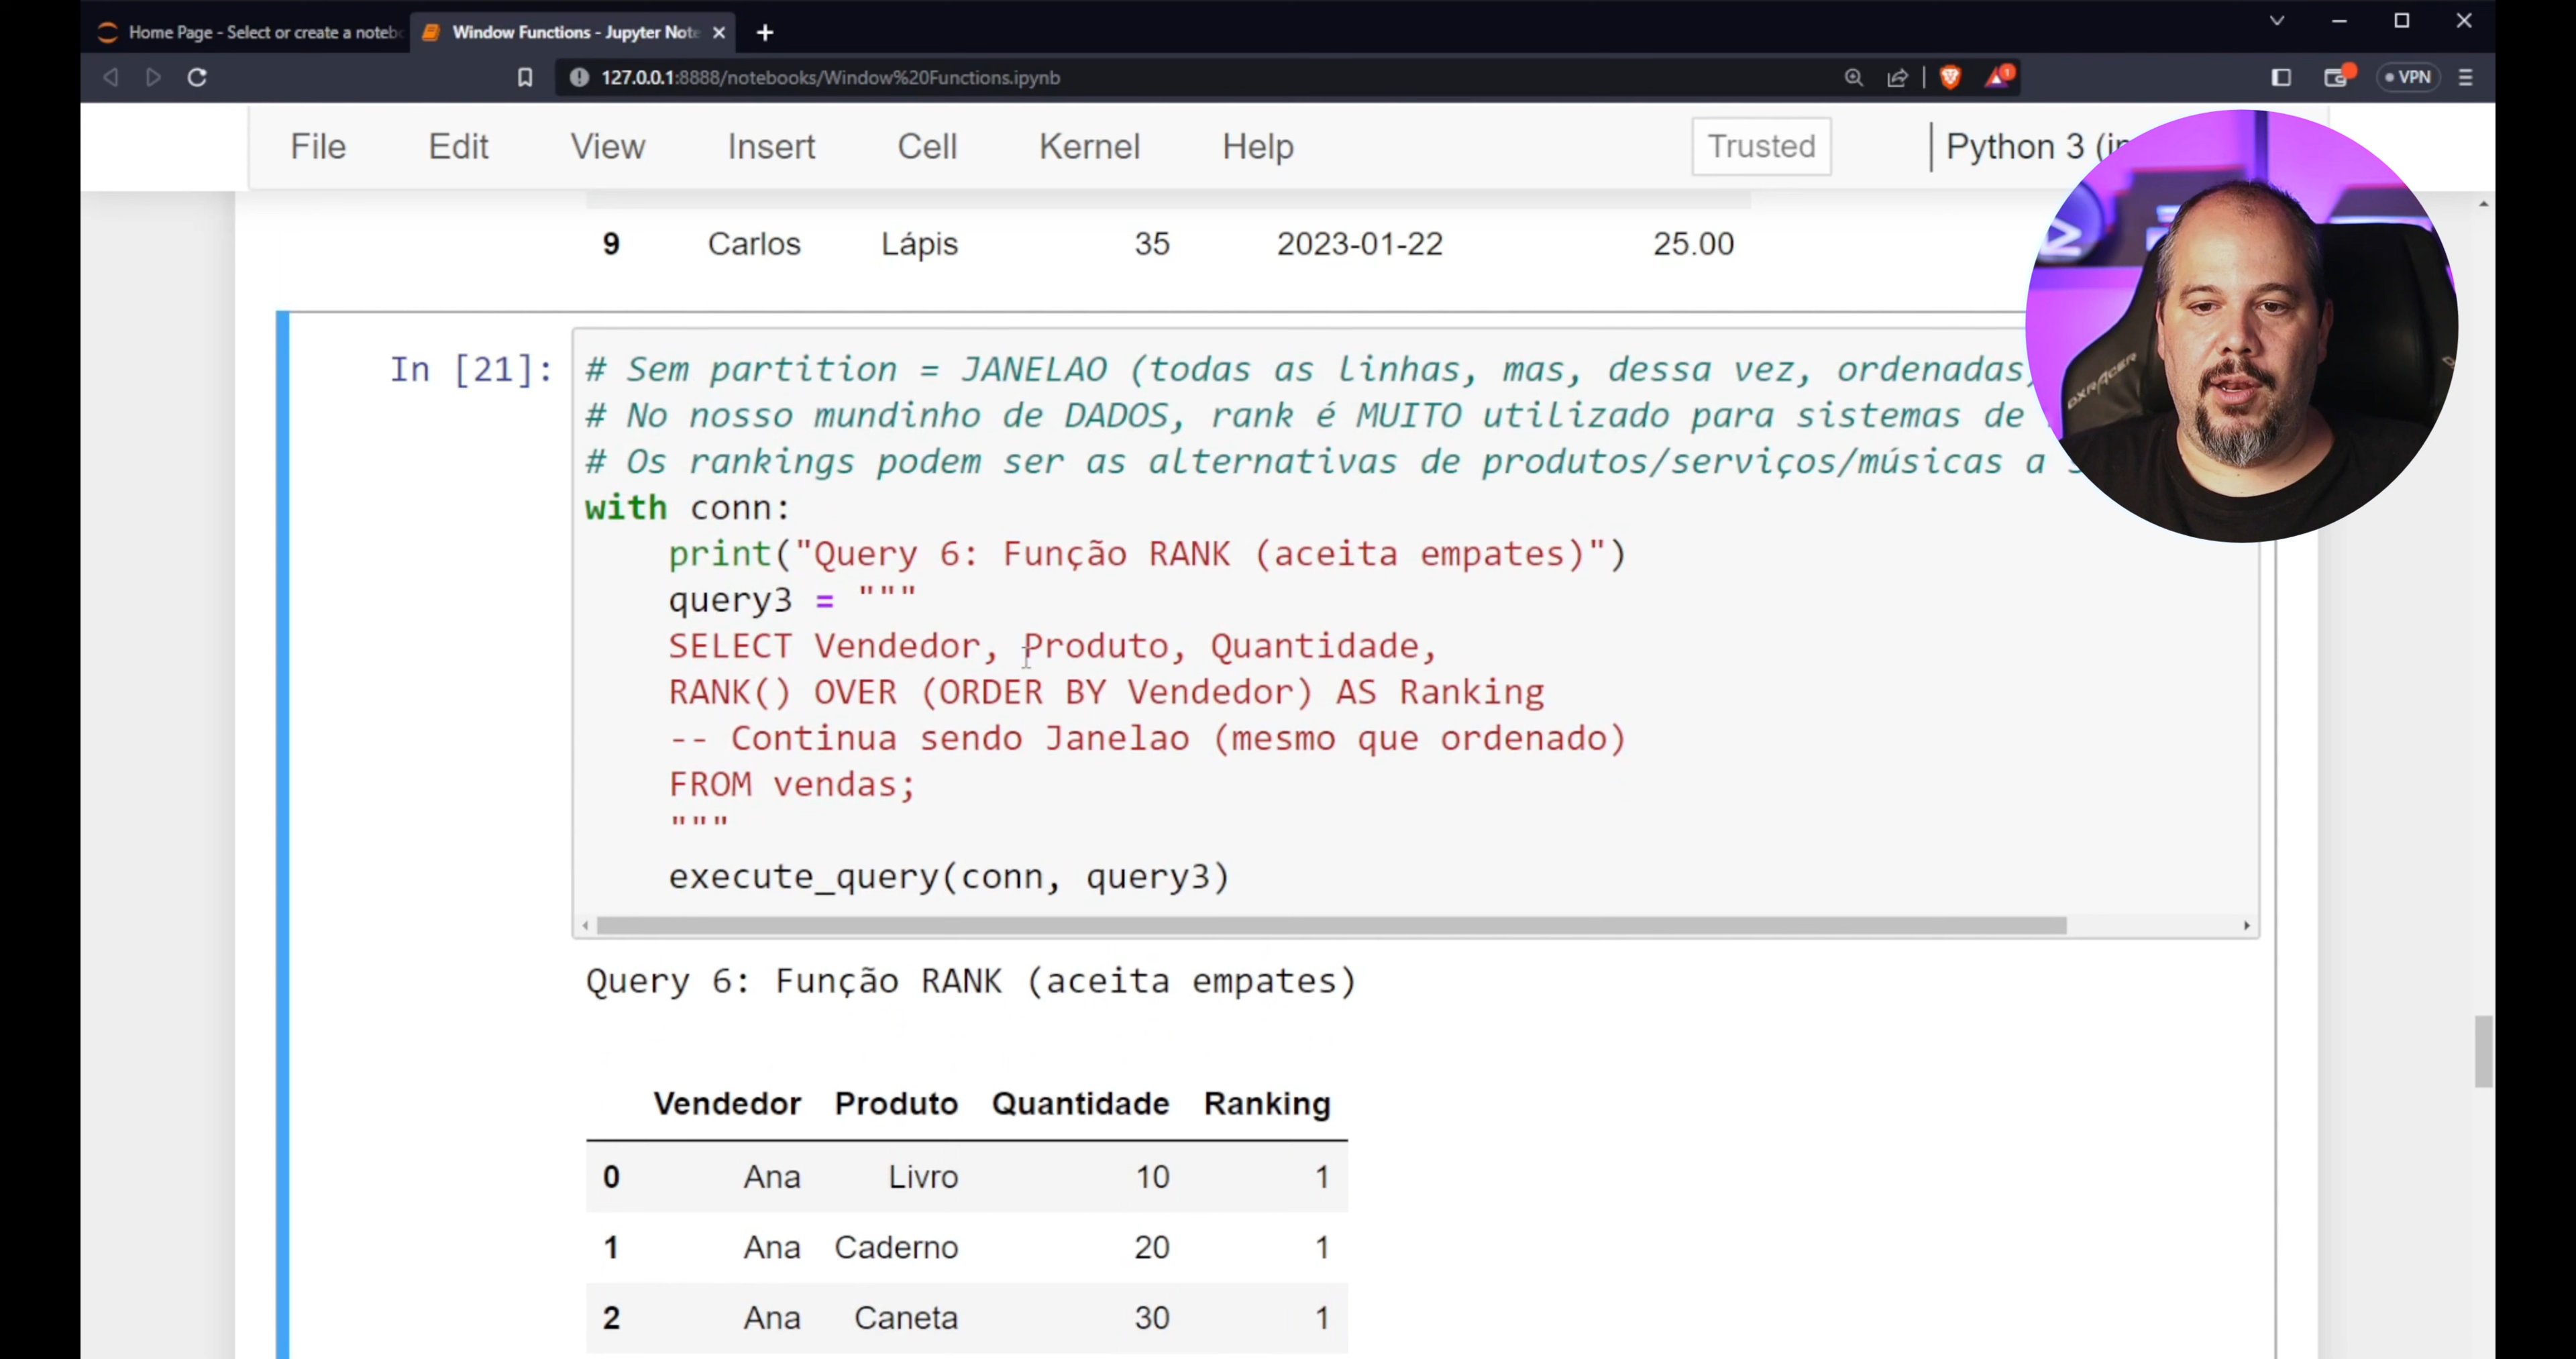 Home Page - Select or create a noteb
Window Functions - Jupyter Note
127.0.0.1:8888/notebooks/Window%20Functions.ipynb
1
VPN
File Edit View Insert Cell Kernel Help Trusted Python 3 (
9 Carlos Lápis 35 2023-01-22 25.00
In [21]:
# Sem partition = JANELAO (todas as linhas, mas, dessa vez, ordenadas
# No nosso mundinho de DADOS, rank é MUITO utilizado para sistemas de
# Os rankings podem ser as alternativas de produtos/serviços/músicas a
with conn:
print("Query 6: Função RANK (aceita empates)")
query3 = """
SELECT Vendedor, Produto, Quantidade,
RANK() OVER (ORDER BY Vendedor) AS Ranking
-- Continua sendo Janelao (mesmo que ordenado)
FROM vendas;
"""
execute_query(conn, query3)
Query 6: Função RANK (aceita empates)
Vendedor Produto Quantidade Ranking
0 Ana Livro 10 1
1 Ana Caderno 20 1
2 Ana Caneta 30 1
DXRACER